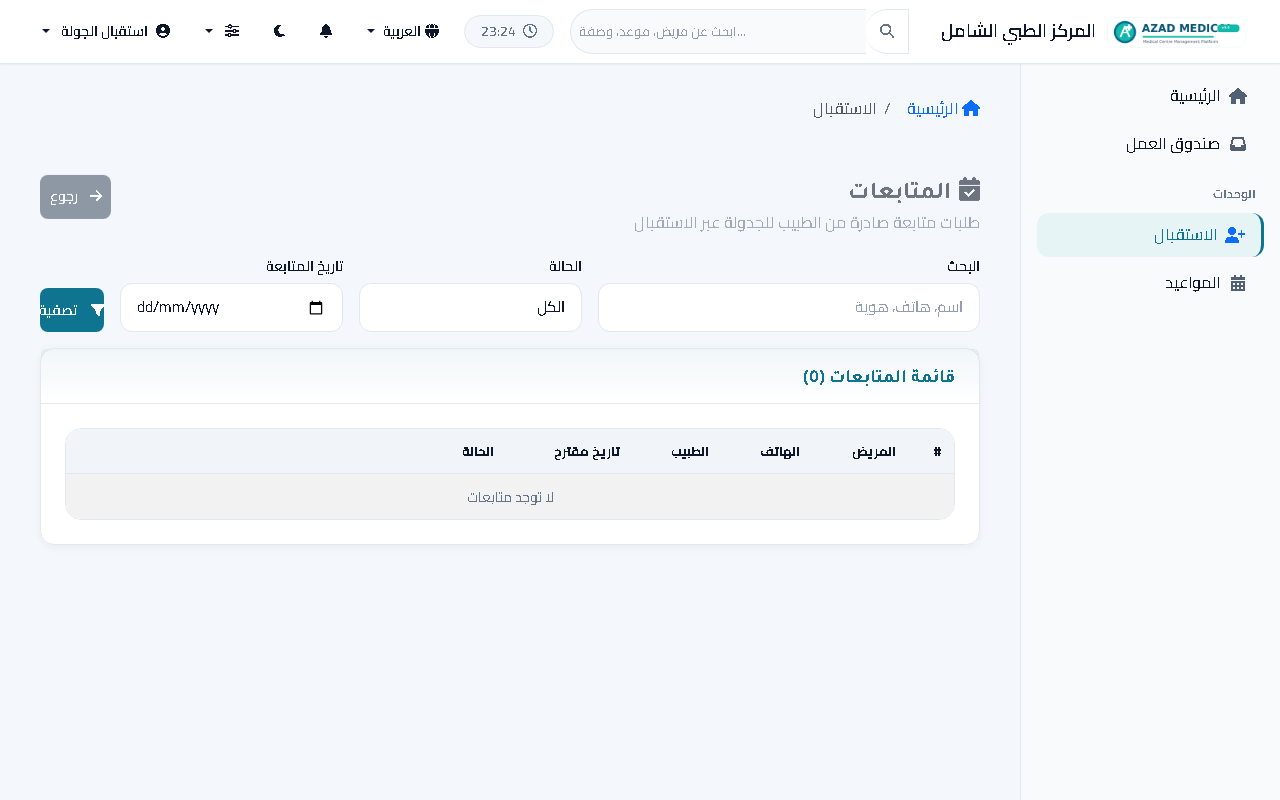 AZAD MEDIC
Medical Centre Management Platform
المركز الطبي الشامل
ابحث عن مريض، موعد، وصفة...
23:24
العربية
استقبال الجولة
الرئيسية
صندوق العمل
الوحدات
الاستقبال
المواعيد
الرئيسية / الاستقبال
المتابعات
رجوع
طلبات متابعة صادرة من الطبيب للجدولة عبر الاستقبال
البحث
الحالة
تاريخ المتابعة
اسم، هاتف، هوية
الكل
dd/mm/yyyy
تصفية
قائمة المتابعات (0)
# المريض الهاتف الطبيب تاريخ مقترح الحالة
لا توجد متابعات